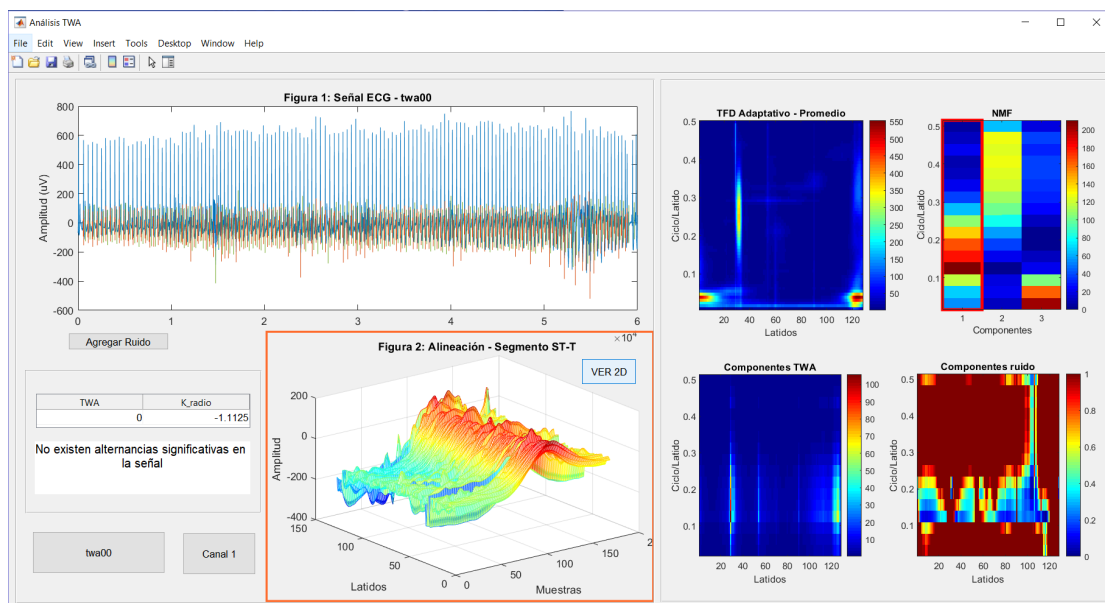 Análisis TWA
File Edit View Insert Tools Desktop Window Help
Figura 1: Señal ECG - twa00
Amplitud (uV)
800
600
400
200
0
-200
-400
-600
0 1 2 3 4 5 6
×10⁴
Agregar Ruido
TWA K_radio
0 -1.1125
No existen alternancias significativas en
la señal
twa00
Canal 1
Figura 2: Alineación - Segmento ST-T
VER 2D
Amplitud
200
0
-200
-400
150
100
50
0
Latidos
0
50
100
150
2
Muestras
TFD Adaptativo - Promedio
Ciclo/Latido
0.5
0.4
0.3
0.2
0.1
20 40 60 80 100 120
Latidos
550
500
450
400
350
300
250
200
150
100
50
NMF
Ciclo/Latido
0.5
0.4
0.3
0.2
0.1
1 2 3
Componentes
200
180
160
140
120
100
80
60
40
20
0
Componentes TWA
Ciclo/Latido
0.5
0.4
0.3
0.2
0.1
20 40 60 80 100 120
Latidos
100
90
80
70
60
50
40
30
20
10
Componentes ruido
Ciclo/Latido
0.5
0.4
0.3
0.2
0.1
20 40 60 80 100 120
Latidos
1
0.8
0.6
0.4
0.2
0